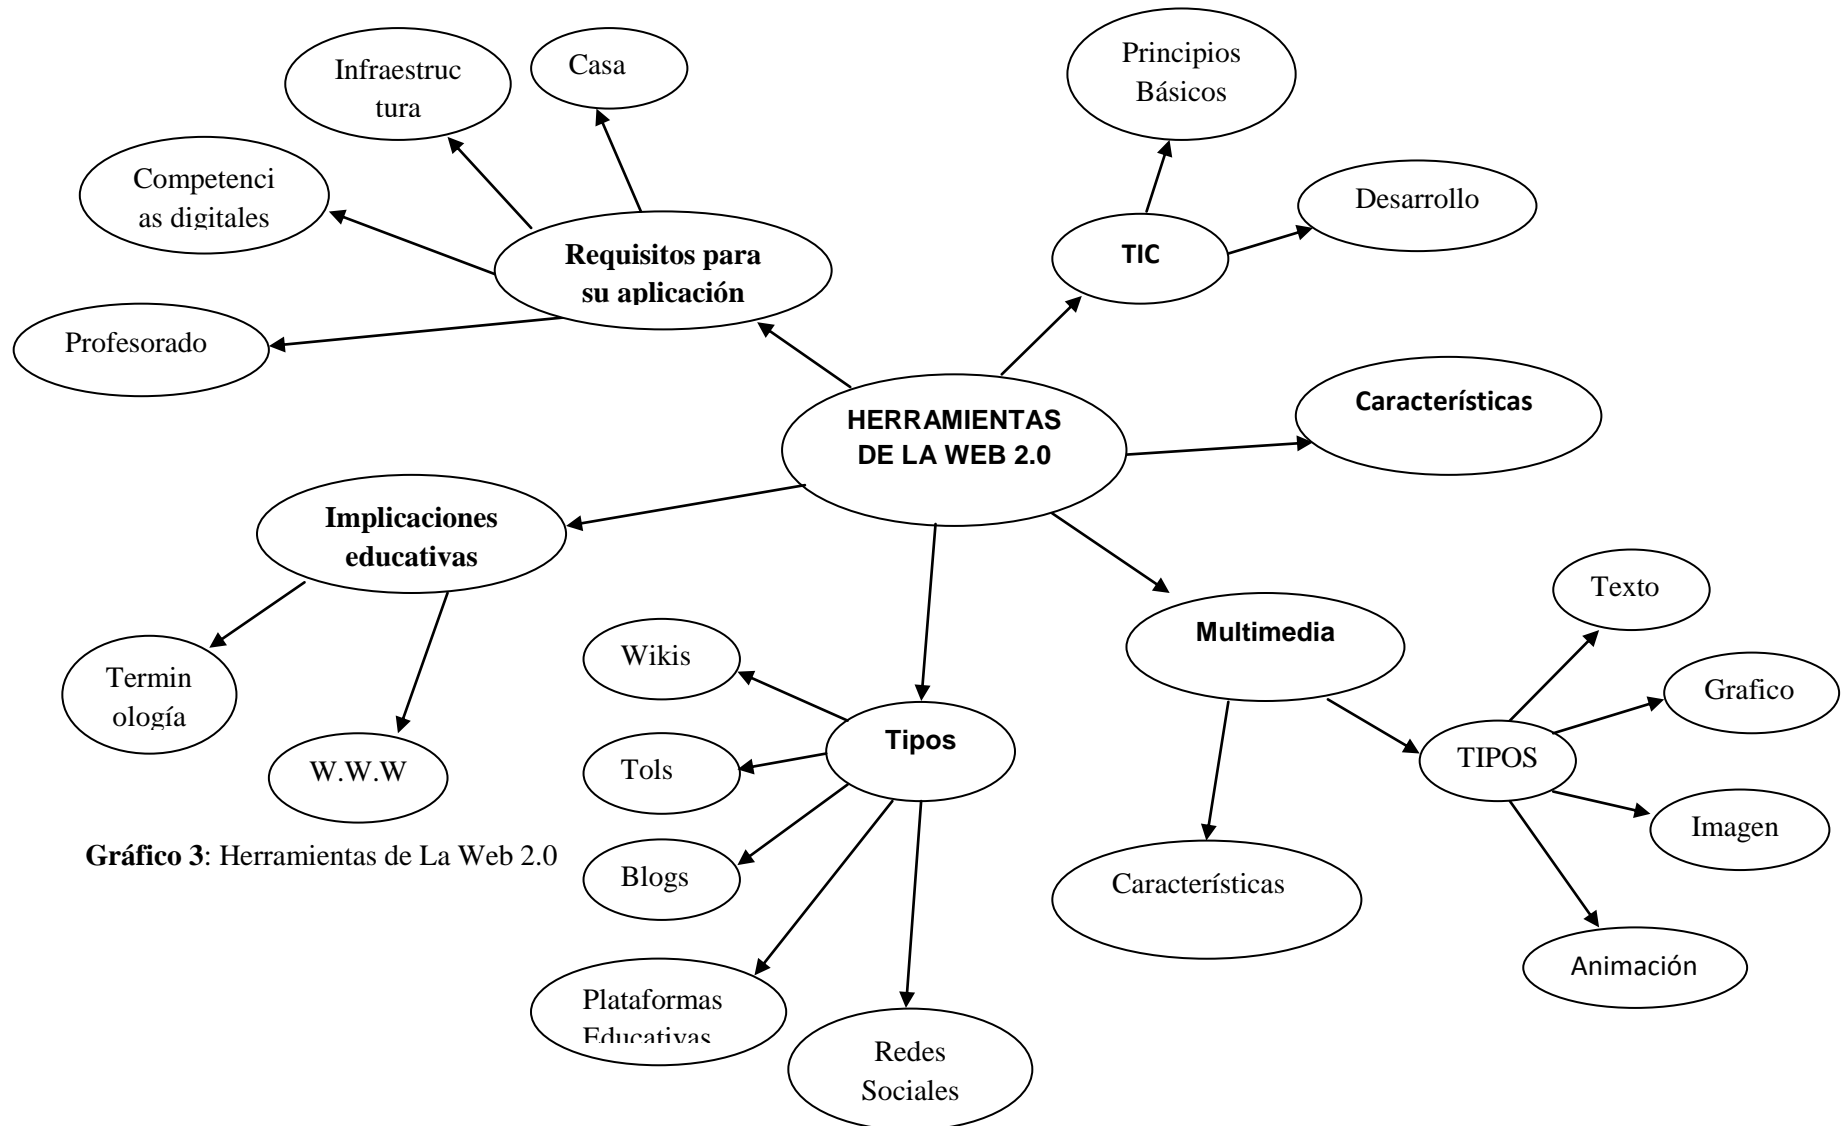 Infraestruc
tura
Casa
Principios
Básicos
Competenci
as digitales
Desarrollo
Requisitos para
su aplicación
TIC
Profesorado
HERRAMIENTAS
DE LA WEB 2.0
Características
Implicaciones
educativas
Termin
ología
W.W.W
Gráfico 3: Herramientas de La Web 2.0
Wikis
Tols
Blogs
Plataformas
Educativas
Redes
Sociales
Tipos
Multimedia
Características
TIPOS
Texto
Grafico
Imagen
Animación